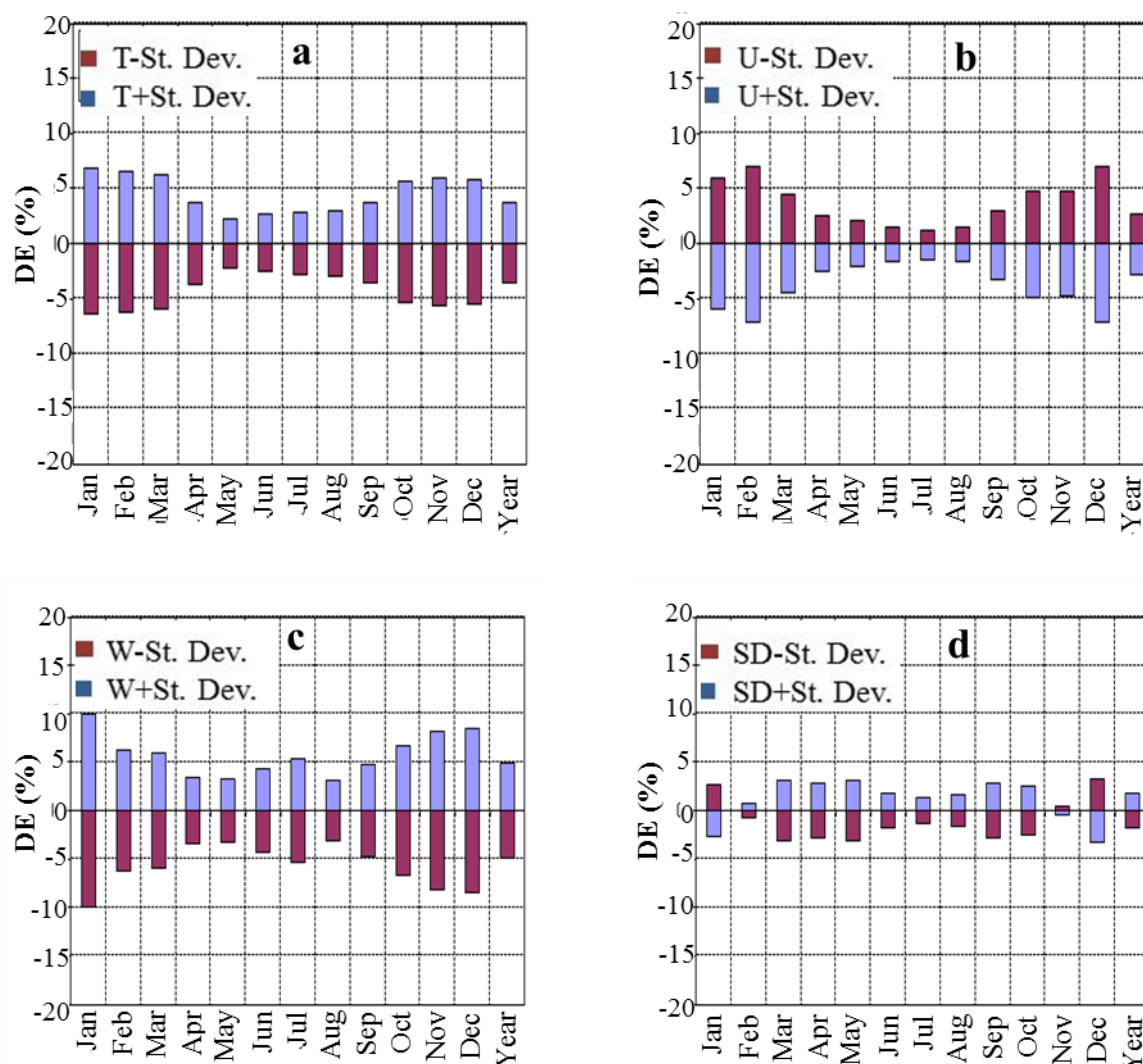 20
15
10
5
0
-5
-10
-15
-20
DE (%)
T-St. Dev.
T+St. Dev.
a
Jan
Feb
Mar
Apr
May
Jun
Jul
Aug
Sep
Oct
Nov
Dec
Year
20
15
10
5
0
-5
-10
-15
-20
DE (%)
U-St. Dev.
U+St. Dev.
b
Jan
Feb
Mar
Apr
May
Jun
Jul
Aug
Sep
Oct
Nov
Dec
Year
20
15
10
5
0
-5
-10
-15
-20
DE (%)
W-St. Dev.
W+St. Dev.
c
Jan
Feb
Mar
Apr
May
Jun
Jul
Aug
Sep
Oct
Nov
Dec
Year
20
15
10
5
0
-5
-10
-15
-20
DE (%)
SD-St. Dev.
SD+St. Dev.
d
Jan
Feb
Mar
Apr
May
Jun
Jul
Aug
Sep
Oct
Nov
Dec
Year